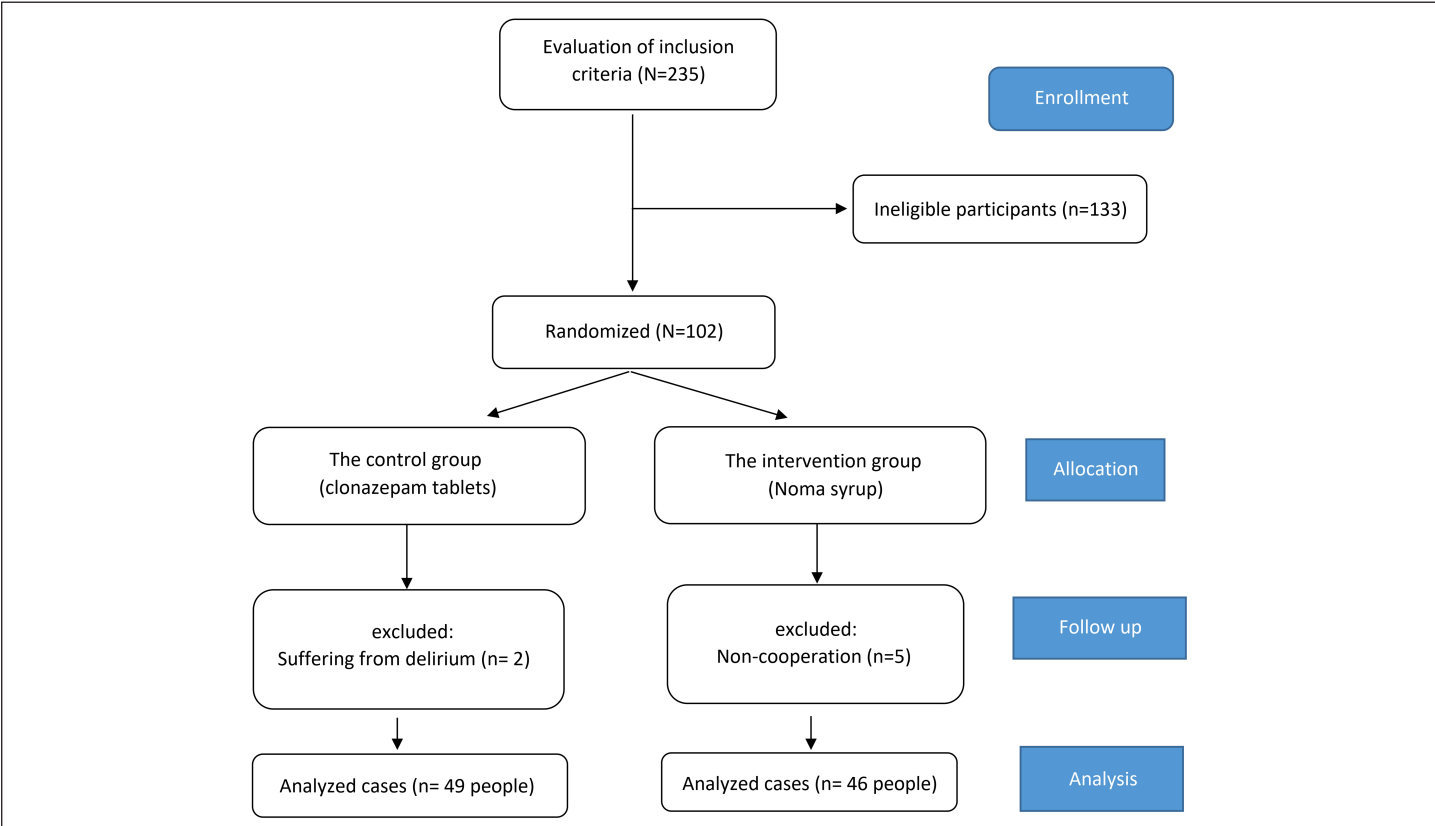 Evaluation of inclusion
criteria (N=235)
Enrollment
Ineligible participants (n=133)
Randomized (N=102)
The control group
(clonazepam tablets)
The intervention group
(Noma syrup)
Allocation
excluded:
Suffering from delirium (n= 2)
excluded:
Non-cooperation (n=5)
Follow up
Analyzed cases (n= 49 people)
Analyzed cases (n= 46 people)
Analysis